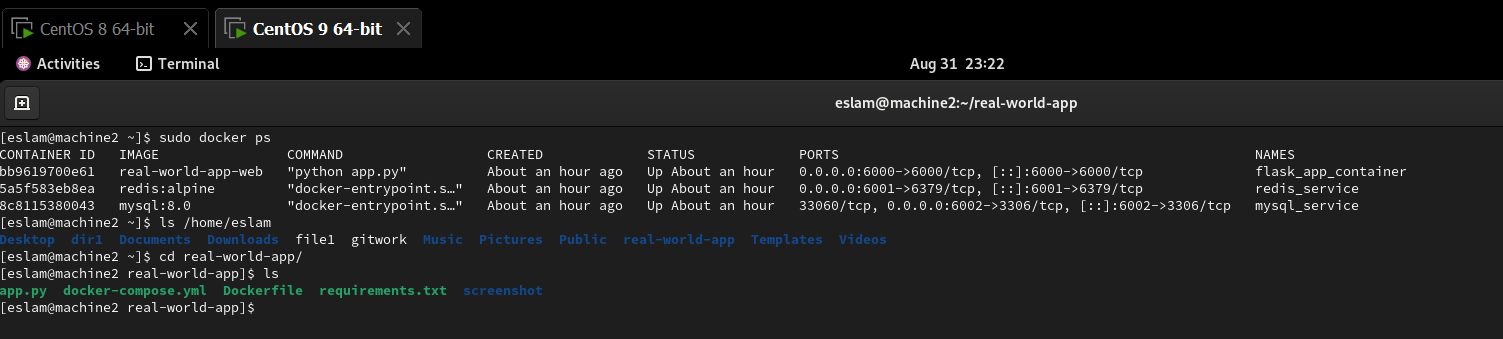 CentOS 8 64-bit CentOS 9 64-bit
Activities Terminal Aug 31 23:22
eslam@machine2:~/real-world-app
[eslam@machine2 ~]$ sudo docker ps
CONTAINER ID IMAGE COMMAND CREATED STATUS PORTS NAMES
bb9619700e61 real-world-app-web "python app.py" About an hour ago Up About an hour 0.0.0.0:6000->6000/tcp, [::]:6000->6000/tcp flask_app_container
5a5f583eb8ea redis:alpine "docker-entrypoint.s…" About an hour ago Up About an hour 0.0.0.0:6001->6379/tcp, [::]:6001->6379/tcp redis_service
8c8115380043 mysql:8.0 "docker-entrypoint.s…" About an hour ago Up About an hour 33060/tcp, 0.0.0.0:6002->3306/tcp, [::]:6002->3306/tcp mysql_service
[eslam@machine2 ~]$ ls /home/eslam
Desktop dir1 Documents Downloads file1 gitwork Music Pictures Public real-world-app Templates Videos
[eslam@machine2 ~]$ cd real-world-app/
[eslam@machine2 real-world-app]$ ls
app.py docker-compose.yml Dockerfile requirements.txt screenshot
[eslam@machine2 real-world-app]$